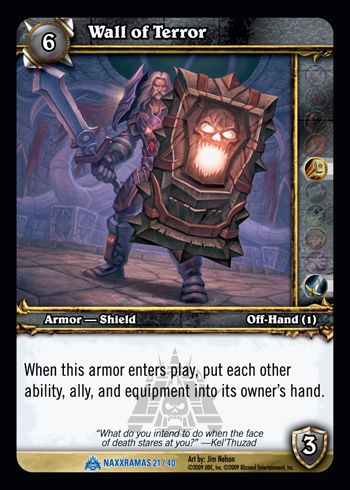 6
Wall of Terror
Armor — Shield
Off-Hand (1)
When this armor enters play, put each other
ability, ally, and equipment into its owner's hand.
"What do you intend to do when the face
of death stares at you?" —Kel'Thuzad
3
NAXXRAMAS 21 / 40
Art by: Jim Nelson
©2009 UDC, Inc. ©2009 Blizzard Entertainment, Inc.